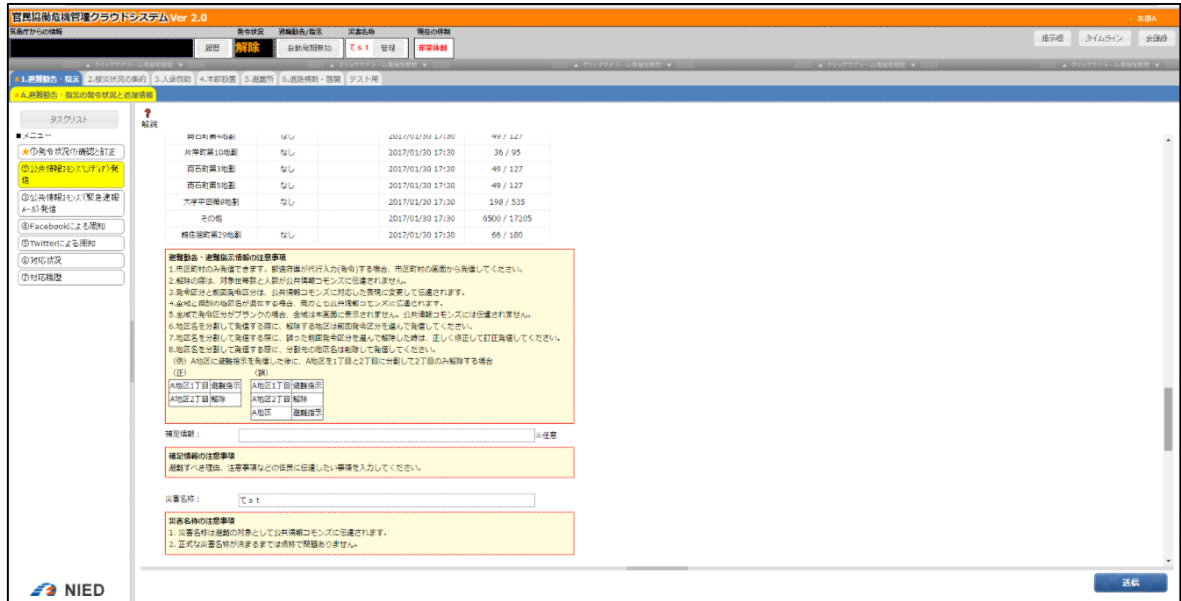 官民協働危機管理クラウドシステム Ver 2.0
本部A
気象庁からの情報 発令状況 避難勧告/指示 災害名称 現在の体制
履歴 解除 自動発報無効 Ｔｓｔ 管理 非常体制
掲示板 タイムライン 会議録
★1.避難勧告・指示 2.被災状況の集約 3.人命救助 4.本部設置 5.避難所 6.道路規制・啓開 テスト用
★A.避難勧告・指示の発令状況と追加情報
タスクリスト
■メニュー
★①発令状況の確認と訂正
②公共情報コモンズ(メディア)発信
③公共情報コモンズ(緊急速報メール)発信
④Facebookによる周知
⑤Twitterによる周知
⑥対応状況
⑦対応履歴
?
解説
両石町第4地割 なし 2017/01/30 17:30 49 / 127
片岸町第10地割 なし 2017/01/30 17:30 36 / 95
両石町第3地割 なし 2017/01/30 17:30 49 / 127
両石町第5地割 なし 2017/01/30 17:30 49 / 127
大字平田第9地割 なし 2017/01/30 17:30 198 / 535
その他 2017/01/30 17:30 6500 / 17205
鵜住居町第29地割 なし 2017/01/30 17:30 66 / 180
避難勧告・避難指示情報の注意事項
1.市区町村のみ発信できます。都道府県が代行入力(発令)する場合、市区町村の画面から発信してください。
2.解除の際は、対象世帯数と人数が公共情報コモンズに伝達されません。
3.発令区分と前回発令区分は、公共情報コモンズに対応した表現に変更して伝達されます。
4.全域と個別の地区名が混在する場合、両方とも公共情報コモンズに伝達されます。
5.全域で発令区分がブランクの場合、全域は本画面に表示されません。公共情報コモンズには伝達されません。
6.地区名を分割して発信する際に、解除する地区は前回発令区分を選んで発信してください。
7.地区名を分割して発信する際に、誤った前回発令区分を選んで解除した時は、正しく修正して訂正発信してください。
8.地区名を分割して発信する際に、分割元の地区名は削除して発信してください。
(例) A地区に避難指示を発信した後に、A地区を1丁目と2丁目に分割して2丁目のみ解除する場合
(正) (誤)
A地区1丁目 避難指示 A地区1丁目 避難指示
A地区2丁目 解除 A地区2丁目 解除
A地区 避難指示
補足情報： ※任意
補足情報の注意事項
避難すべき理由、注意事項などの住民に伝達したい事項を入力してください。
災害名称： Ｔｓｔ
災害名称の注意事項
1. 災害名称は避難の対象として公共情報コモンズに伝達されます。
2. 正式な災害名称が決まるまでは仮称で問題ありません。
NIED
送信